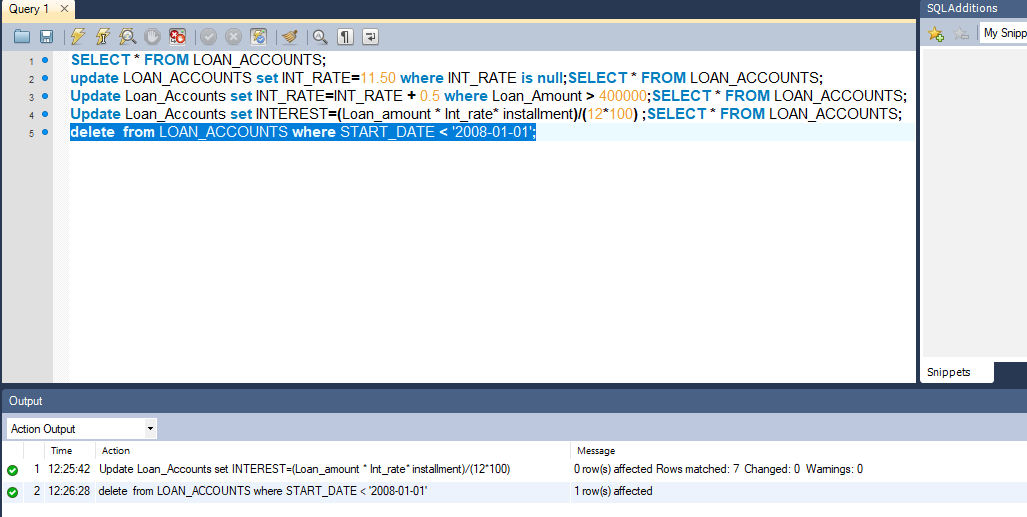 Query 1
SQLAdditions
My Snipp
1 SELECT * FROM LOAN_ACCOUNTS;
2 update LOAN_ACCOUNTS set INT_RATE=11.50 where INT_RATE is null;SELECT * FROM LOAN_ACCOUNTS;
3 Update Loan_Accounts set INT_RATE=INT_RATE + 0.5 where Loan_Amount > 400000;SELECT * FROM LOAN_ACCOUNTS;
4 Update Loan_Accounts set INTEREST=(Loan_amount * Int_rate* installment)/(12*100) ;SELECT * FROM LOAN_ACCOUNTS;
5 delete  from LOAN_ACCOUNTS where START_DATE < '2008-01-01';
Snippets
Output
Action Output
Time Action Message
1 12:25:42 Update Loan_Accounts set INTEREST=(Loan_amount * Int_rate* installment)/(12*100) 0 row(s) affected Rows matched: 7  Changed: 0  Warnings: 0
2 12:26:28 delete  from LOAN_ACCOUNTS where START_DATE < '2008-01-01' 1 row(s) affected